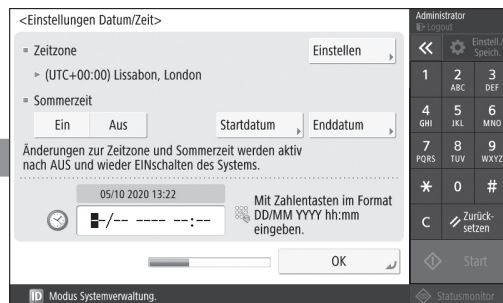 <Einstellungen Datum/Zeit>
Zeitzone
Einstellen
(UTC+00:00) Lissabon, London
Sommerzeit
Ein Aus Startdatum Enddatum
Änderungen zur Zeitzone und Sommerzeit werden aktiv
nach AUS und wieder EINschalten des Systems.
05/10 2020 13:22
--/-- ---- --:--
Mit Zahlentasten im Format
DD/MM YYYY hh:mm
eingeben.
OK
ID Modus Systemverwaltung.
Administrator
Logout
Einstell./
Speich.
1 2 3
ABC DEF
4 5 6
GHI JKL MNO
7 8 9
PQRS TUV WXYZ
* 0 #
C Zurück-
setzen
Start
Statusmonitor